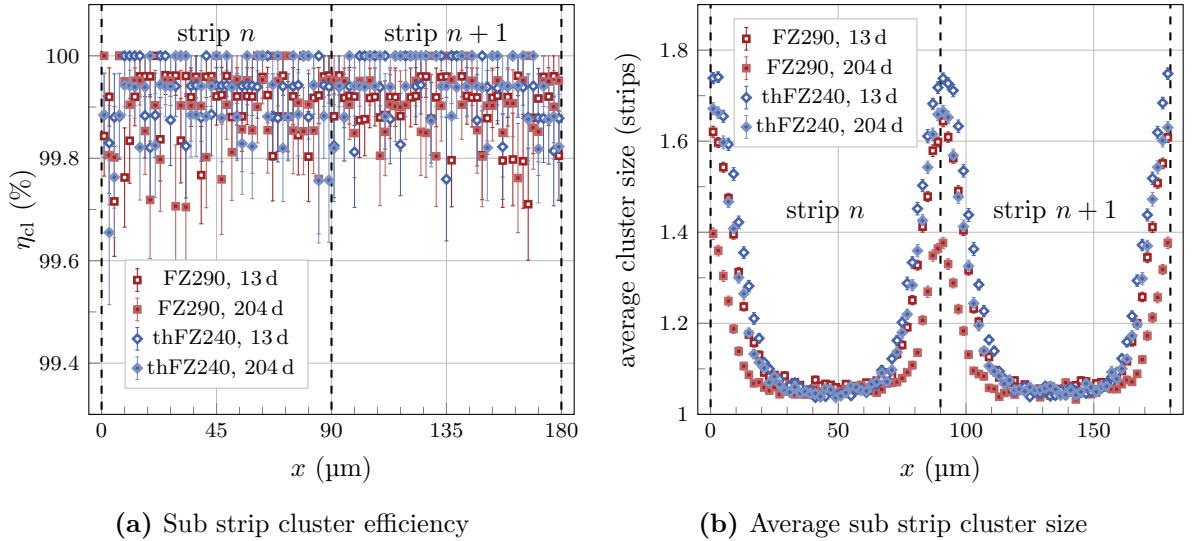 strip n
strip n + 1
100
99.8
99.6
99.4
η_cl (%)
FZ290, 13 d
FZ290, 204 d
thFZ240, 13 d
thFZ240, 204 d
0
45
90
135
180
x (µm)
(a) Sub strip cluster efficiency
1.8
1.6
1.4
1.2
1
average cluster size (strips)
FZ290, 13 d
FZ290, 204 d
thFZ240, 13 d
thFZ240, 204 d
strip n
strip n + 1
0
50
100
150
x (µm)
(b) Average sub strip cluster size